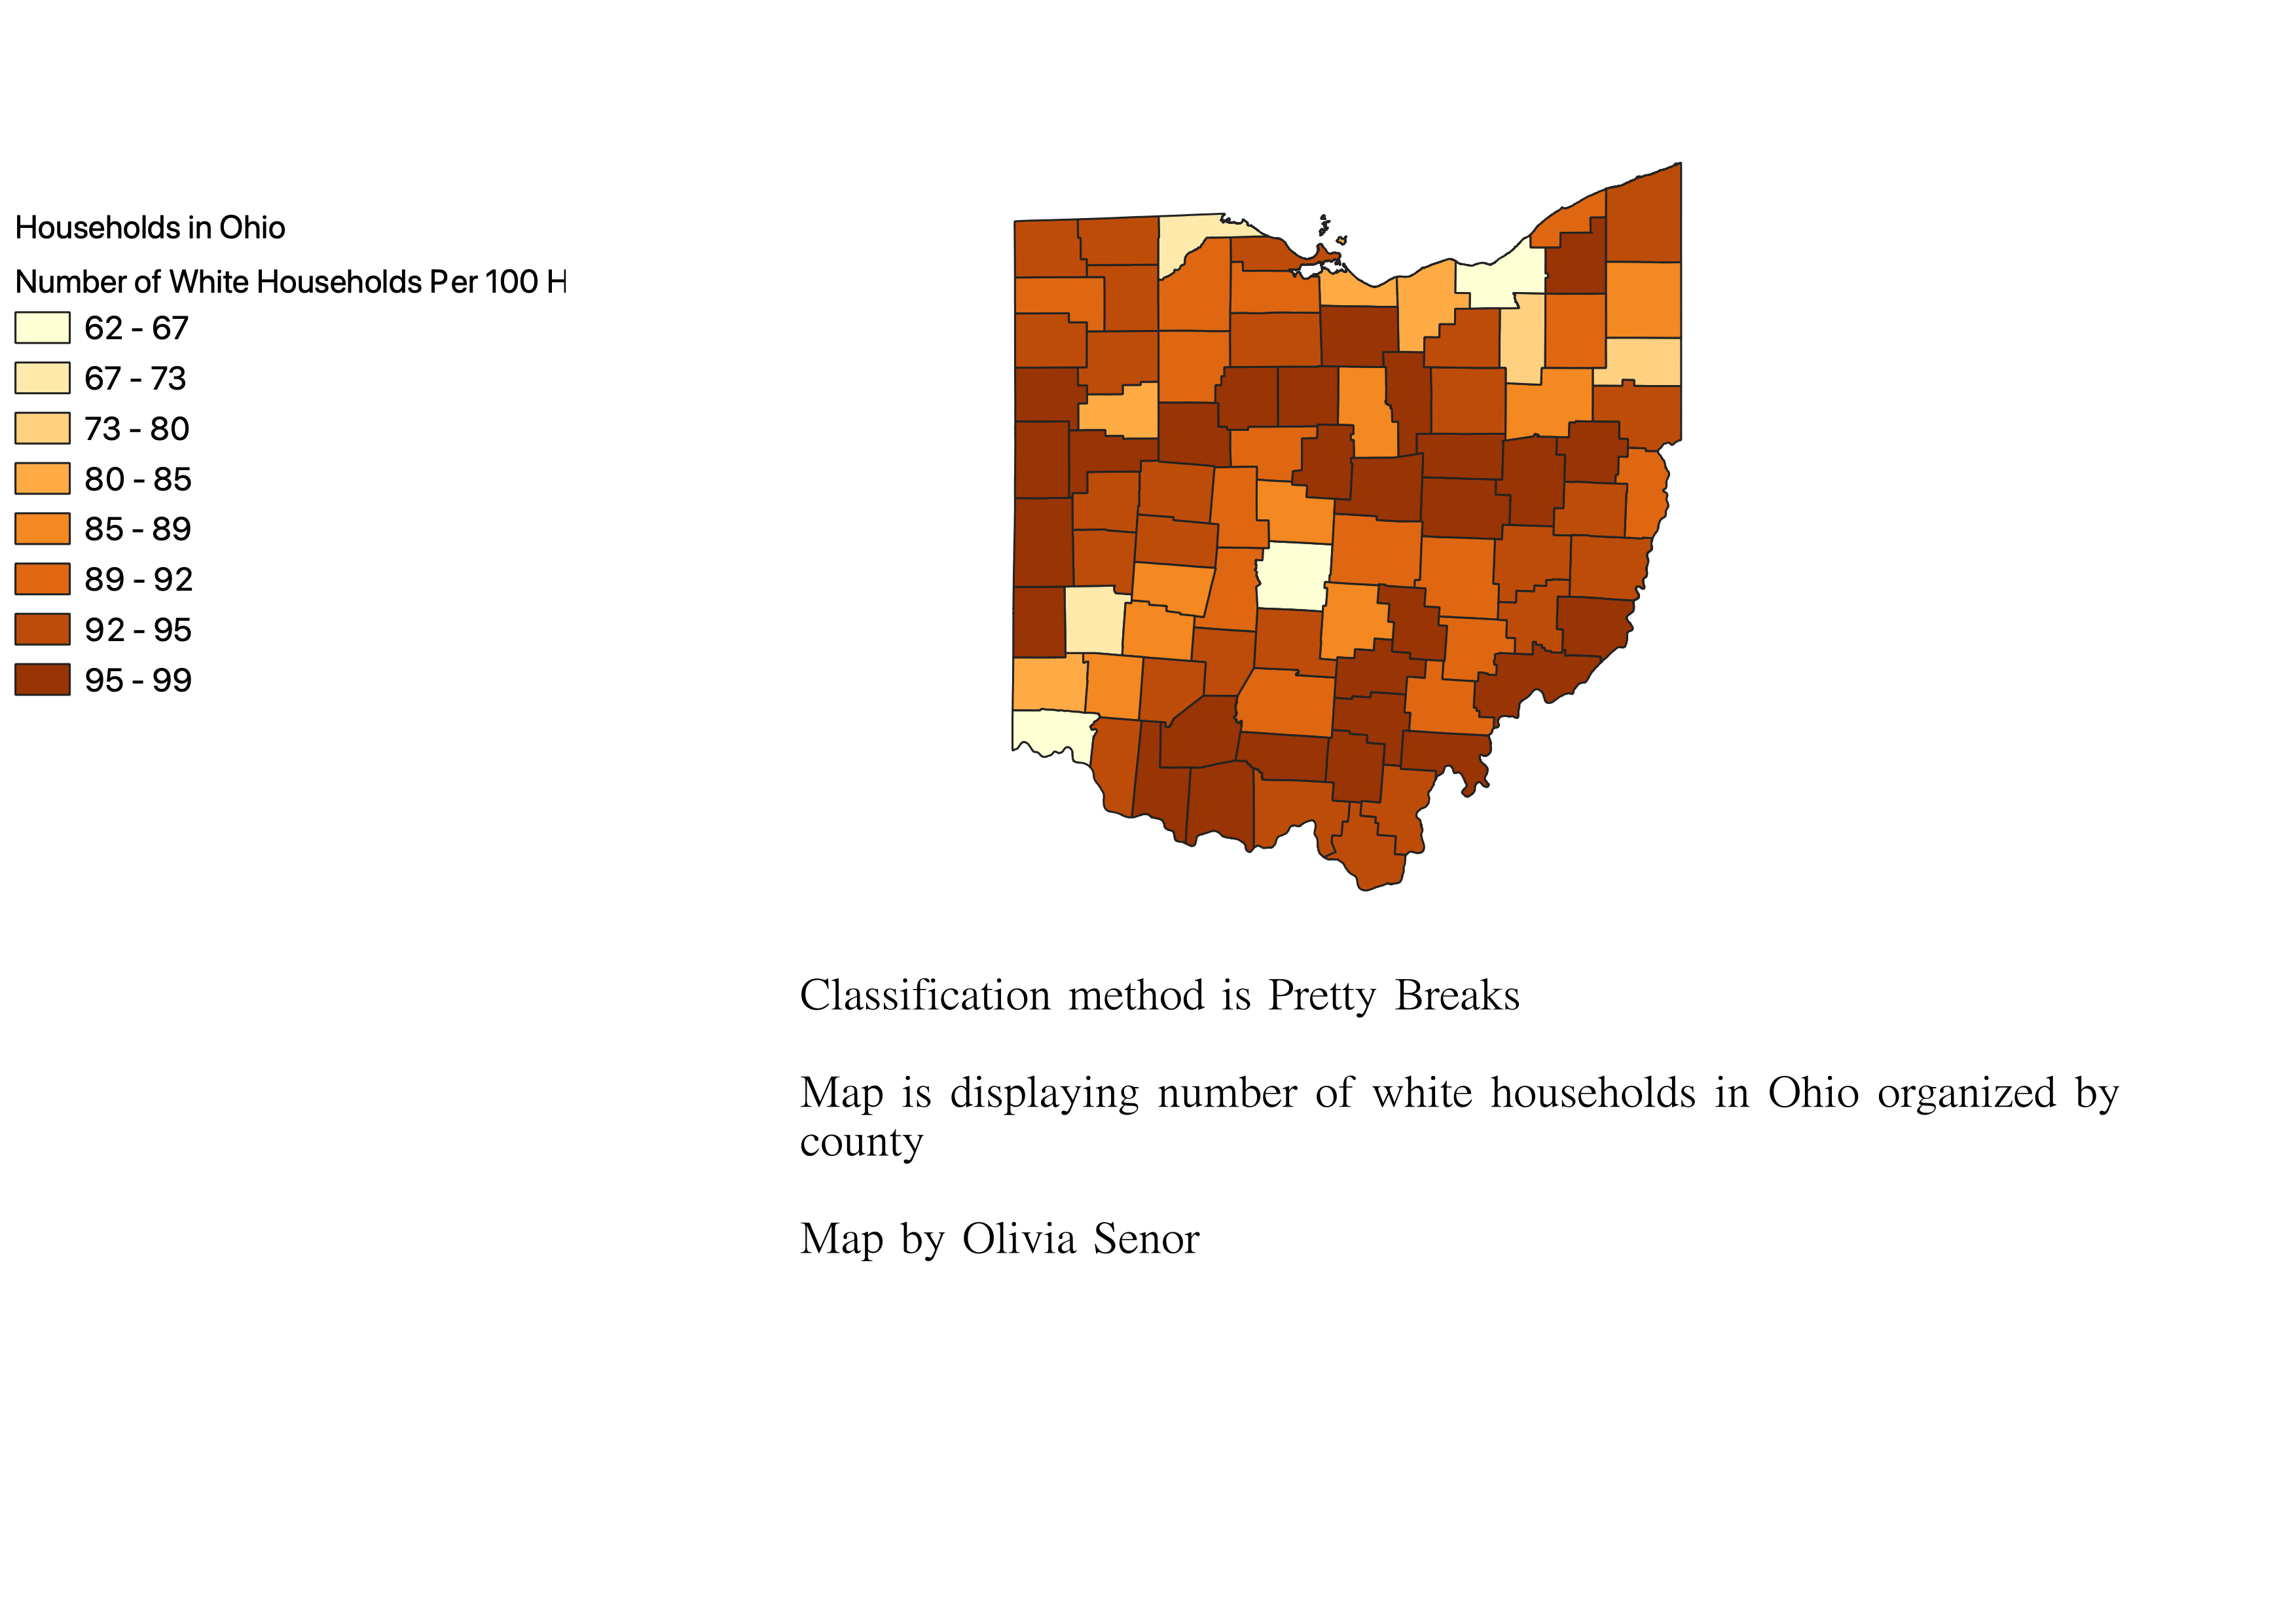 Households in Ohio
Number of White Households Per 100 H
62 - 67
67 - 73
73 - 80
80 - 85
85 - 89
89 - 92
92 - 95
95 - 99
Classification method is Pretty Breaks
Map is displaying number of white households in Ohio organized by
county
Map by Olivia Senor